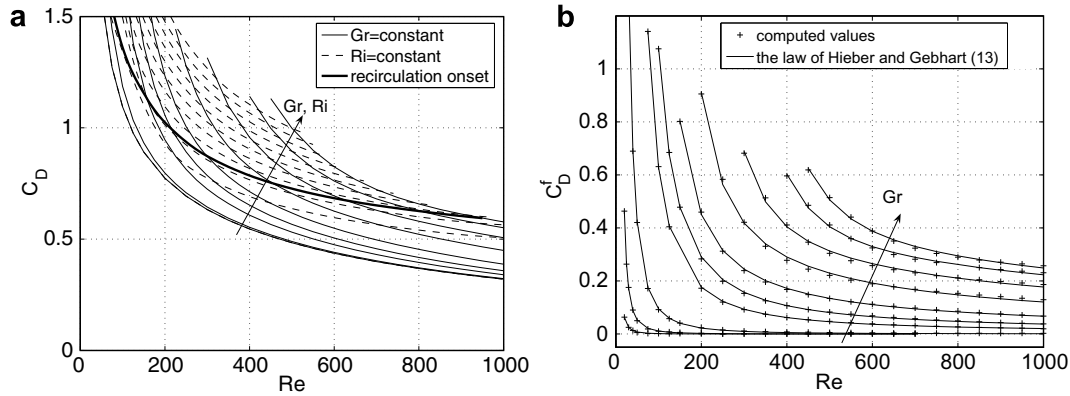 a
1.5
1
0.5
0
C_D
0 200 400 600 800 1000
Re
Gr=constant
Ri=constant
recirculation onset
Gr, Ri
b
1
0.8
0.6
0.4
0.2
0
C_D^f
0 200 400 600 800 1000
Re
computed values
the law of Hieber and Gebhart (13)
Gr